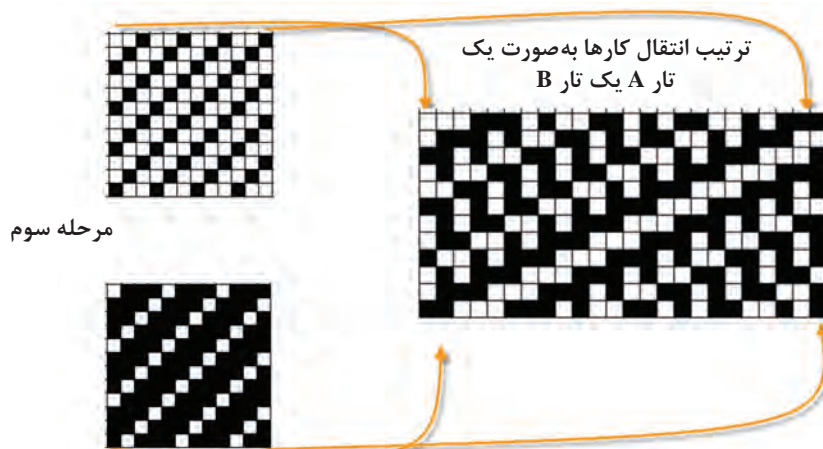 ترتیب انتقال کارها به‌صورت یک
تار A یک تار B
مرحله سوم